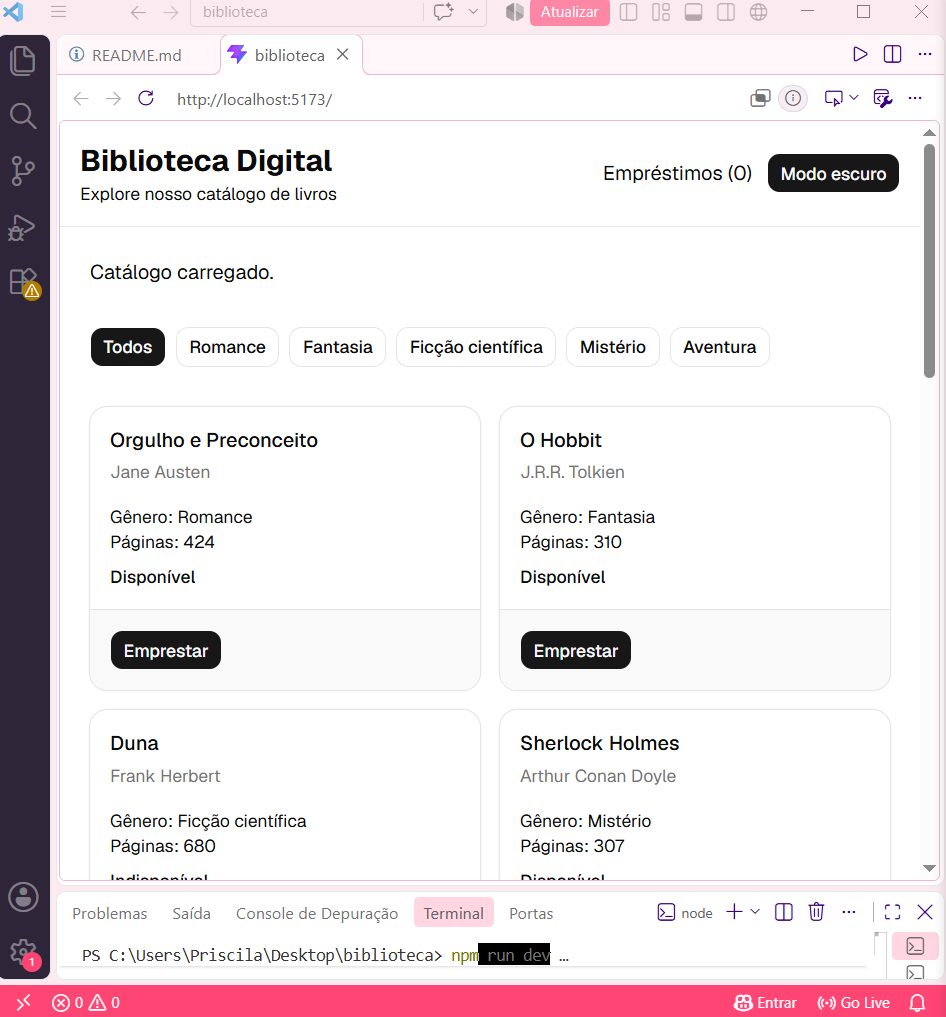 biblioteca
Atualizar
README.md
biblioteca
http://localhost:5173/
Biblioteca Digital
Explore nosso catálogo de livros
Empréstimos (0)
Modo escuro
Catálogo carregado.
Todos
Romance
Fantasia
Ficção científica
Mistério
Aventura
Orgulho e Preconceito
Jane Austen
Gênero: Romance
Páginas: 424
Disponível
Emprestar
O Hobbit
J.R.R. Tolkien
Gênero: Fantasia
Páginas: 310
Disponível
Emprestar
Duna
Frank Herbert
Gênero: Ficção científica
Páginas: 680
Indisponível
Sherlock Holmes
Arthur Conan Doyle
Gênero: Mistério
Páginas: 307
Disponível
Problemas
Saída
Console de Depuração
Terminal
Portas
node
PS C:\Users\Priscila\Desktop\biblioteca> npm run dev …
1
0
0
Entrar
Go Live